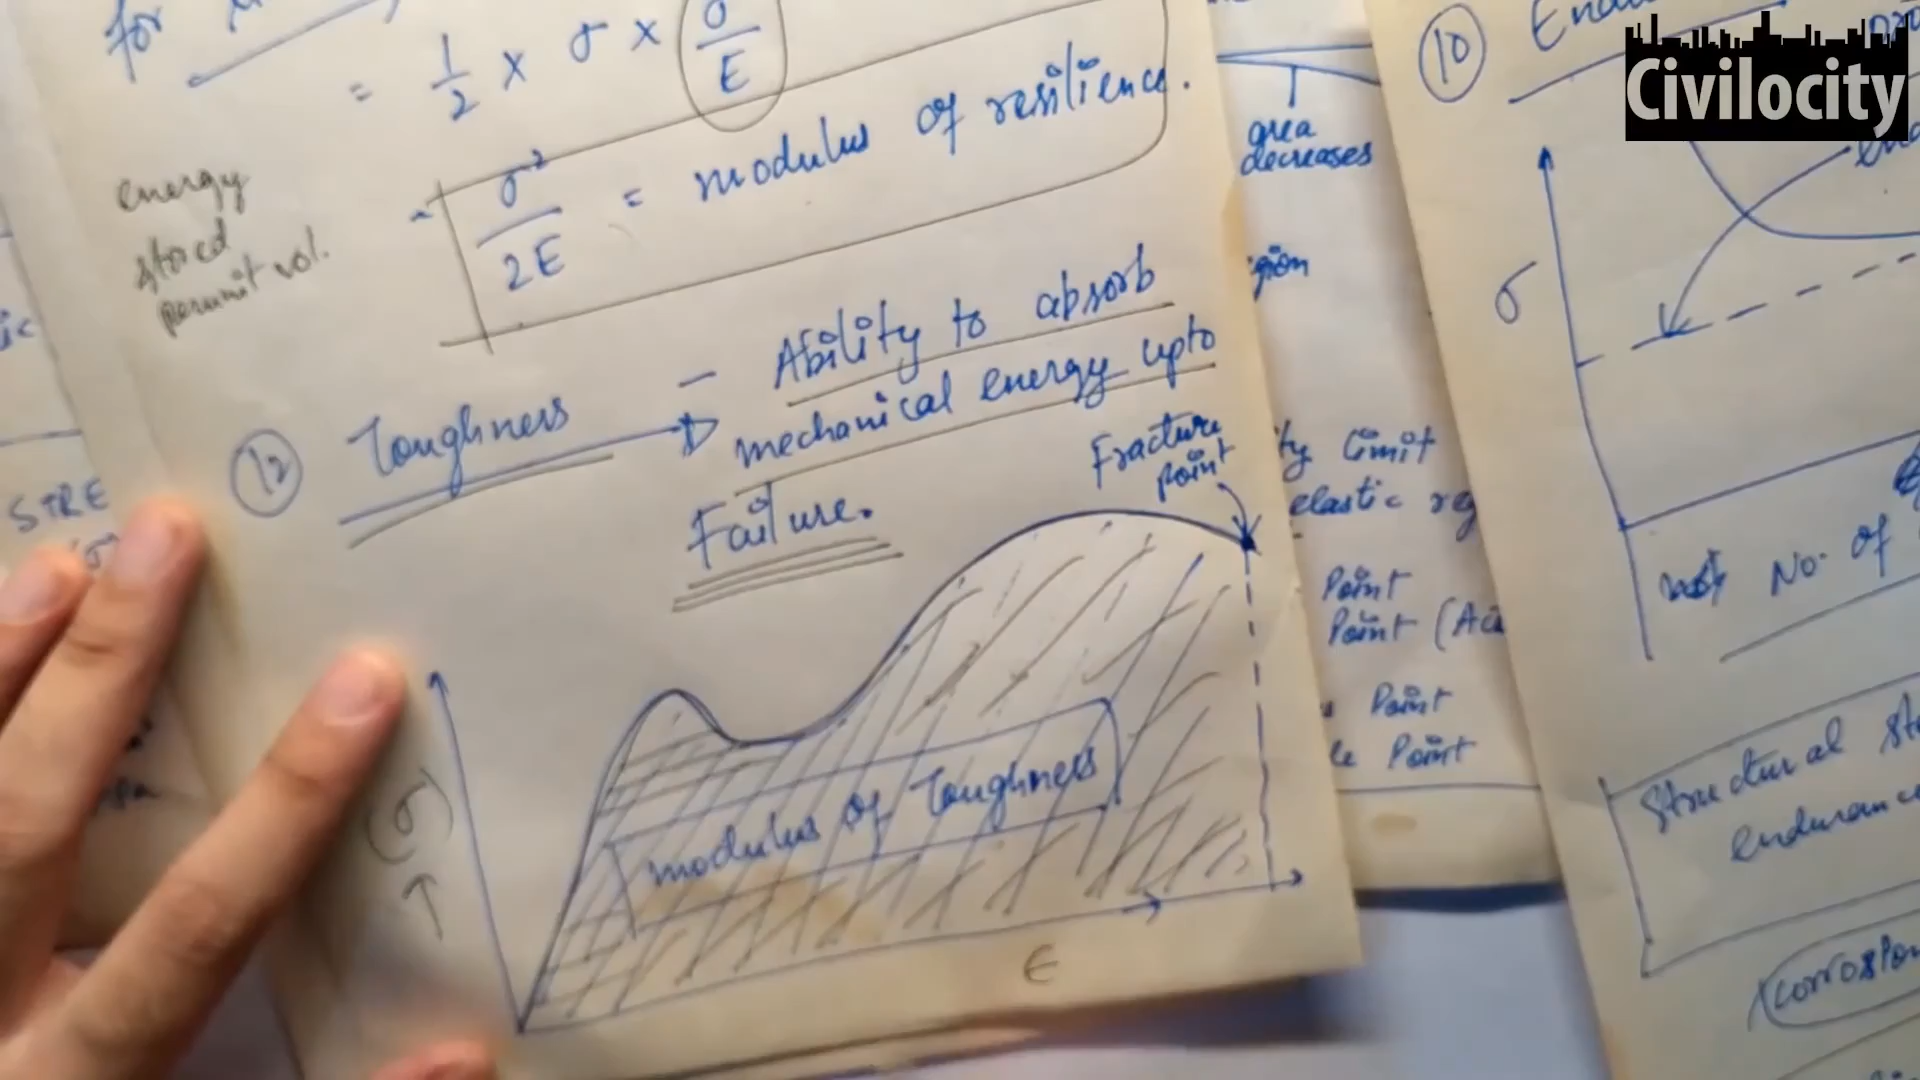 for
= 1/2 × σ × σ/E
energy
stored
per unit vol.
σ²/2E = modulus of resilience.
12 Toughness → - Ability to absorb
mechanical energy upto
Failure.
Fracture
point
(σ)
modulus of Toughness
ε
area
decreases
limit
elastic
Point
Point
Point
Point
STRE
10
Civilocity
σ
No. of
Structural
corrosion